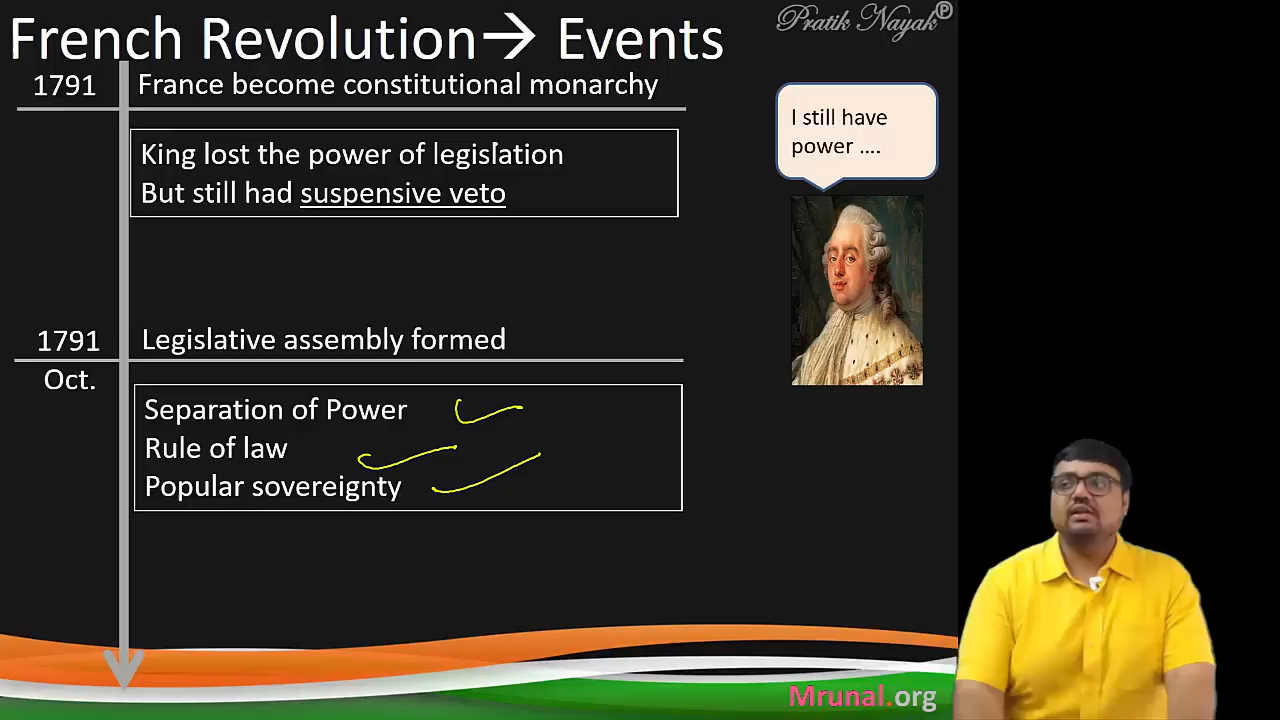 French Revolution→ Events
Pratik Nayak℗
1791 France become constitutional monarchy
King lost the power of legislation
But still had suspensive veto
I still have
power ....
1791 Legislative assembly formed
Oct.
Separation of Power
Rule of law
Popular sovereignty
Mrunal.org